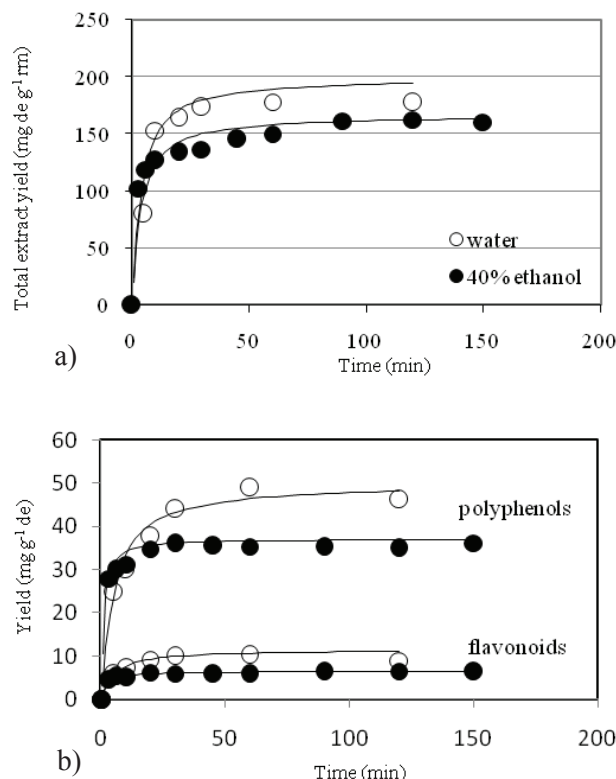 Total extract yield (mg de g⁻¹ rm)
250
200
150
100
50
0
water
40% ethanol
0 50 100 150 200
Time (min)
a)
Yield (mg g⁻¹ de)
60
50
40
30
20
10
0
polyphenols
flavonoids
0 50 100 150 200
Time (min)
b)